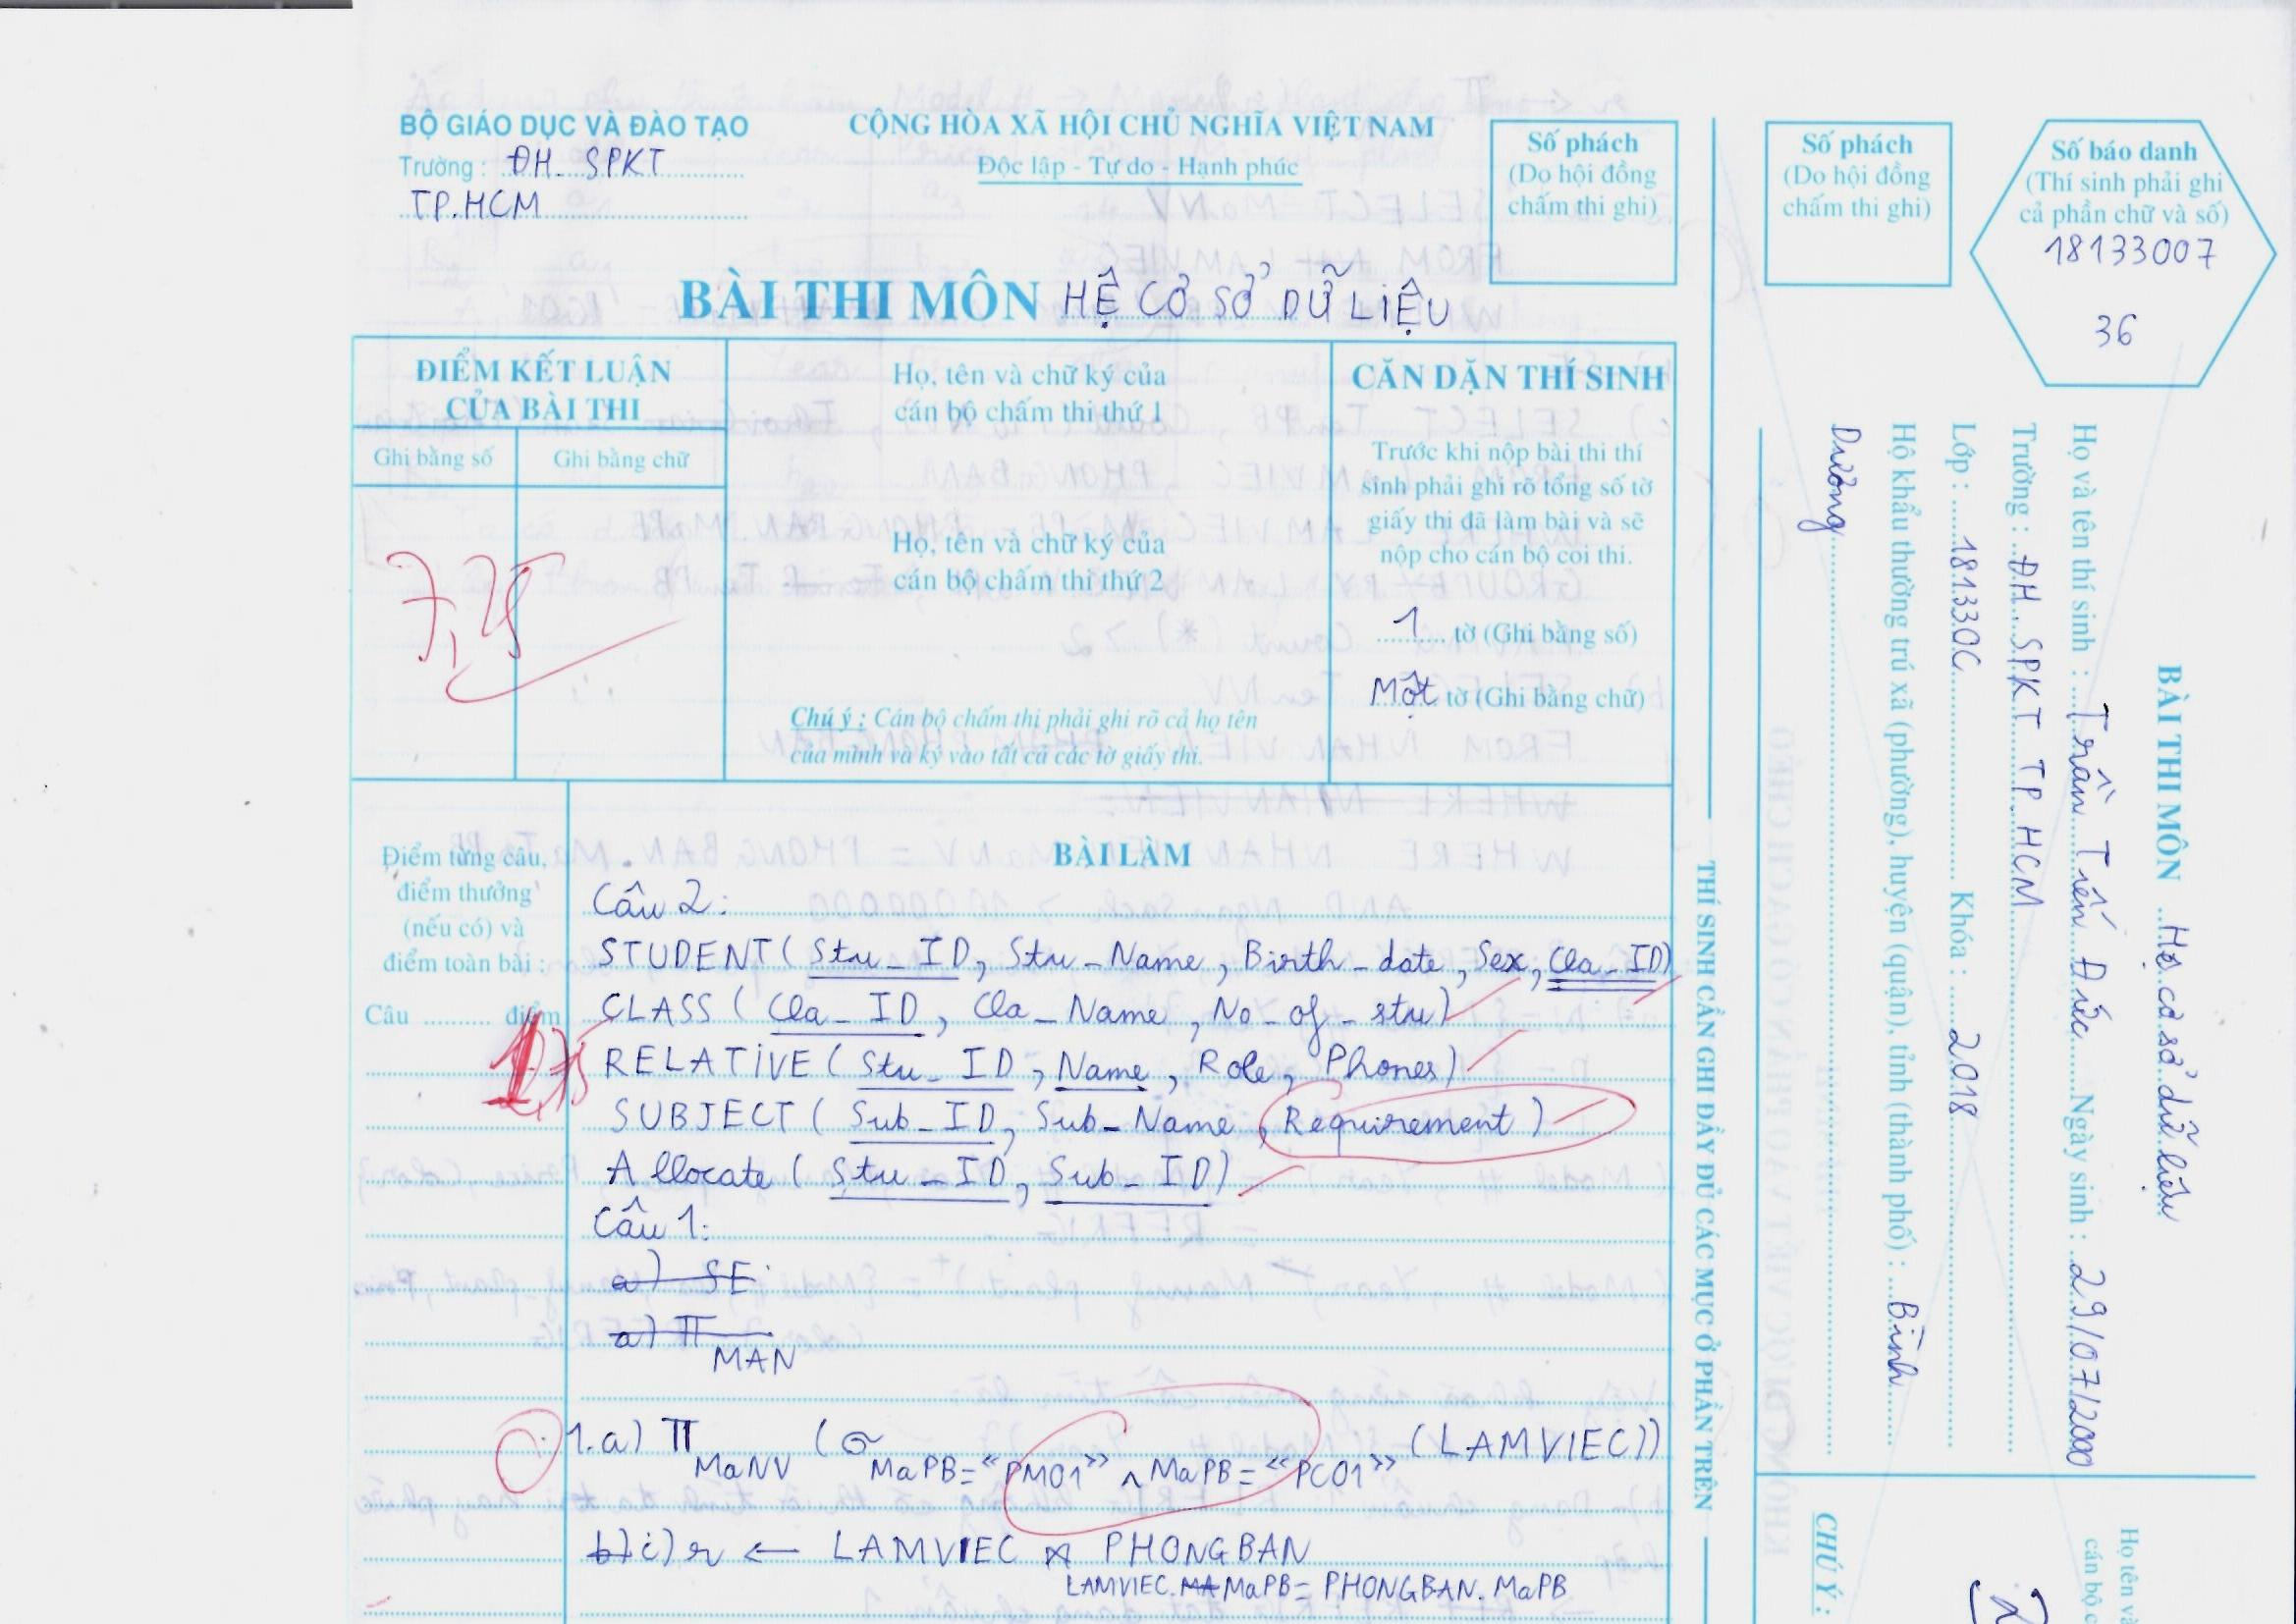 BỘ GIÁO DỤC VÀ ĐÀO TẠO
Trường : ĐH. SPKT
TP.HCM
CỘNG HÒA XÃ HỘI CHỦ NGHĨA VIỆT NAM
Độc lập - Tự do - Hạnh phúc
Số phách
(Do hội đồng
chấm thi ghi)
Số phách
(Do hội đồng
chấm thi ghi)
Số báo danh
(Thí sinh phải ghi
cả phần chữ và số)
18133007
36
BÀI THI MÔN HỆ CƠ SỞ DỮ LIỆU
ĐIỂM KẾT LUẬN
CỦA BÀI THI
Ghi bằng số
Ghi bằng chữ
7,25
Họ, tên và chữ ký của
cán bộ chấm thi thứ 1
Họ, tên và chữ ký của
cán bộ chấm thi thứ 2
Chú ý : Cán bộ chấm thi phải ghi rõ cả họ tên
của mình và ký vào tất cả các tờ giấy thi.
CĂN DẶN THÍ SINH
Trước khi nộp bài thi thí
sinh phải ghi rõ tổng số tờ
giấy thi đã làm bài và sẽ
nộp cho cán bộ coi thi.
1 tờ (Ghi bằng số)
Một tờ (Ghi bằng chữ)
Điểm từng câu,
điểm thưởng
(nếu có) và
điểm toàn bài :
Câu .......... điểm
BÀI LÀM
Câu 2:
STUDENT ( Stu_ID, Stu_Name, Birth_date, Sex, Cla_ID)
CLASS ( Cla_ID, Cla_Name, No_of_stu)
RELATIVE ( Stu_ID, Name, Role, Phones)
SUBJECT ( Sub_ID, Sub_Name, Requirement )
Allocate ( Stu_ID, Sub_ID)
Câu 1:
a) SE
a) π MAN
1.a) π MaNV (σ MaPB= "PM01" ∧ MaPB= "PC01" (LAMVIEC))
b) c) r ← LAMVIEC ⋈ PHONGBAN
LAMVIEC. MA MaPB= PHONGBAN. MaPB
THÍ SINH CẦN GHI ĐẦY ĐỦ CÁC MỤC Ở PHẦN TRÊN
BÀI THI MÔN Hệ cơ sở dữ liệu
Họ và tên thí sinh : Trần Tiến Đức Ngày sinh : 29/07/2000
Trường : ĐH. SPKT TP HCM
Lớp : 18133OC Khóa : 2018
Hộ khẩu thường trú xã (phường), huyện (quận), tỉnh (thành phố) : Bình
Dương
CHÚ Ý :
Họ tên và
cán bộ c